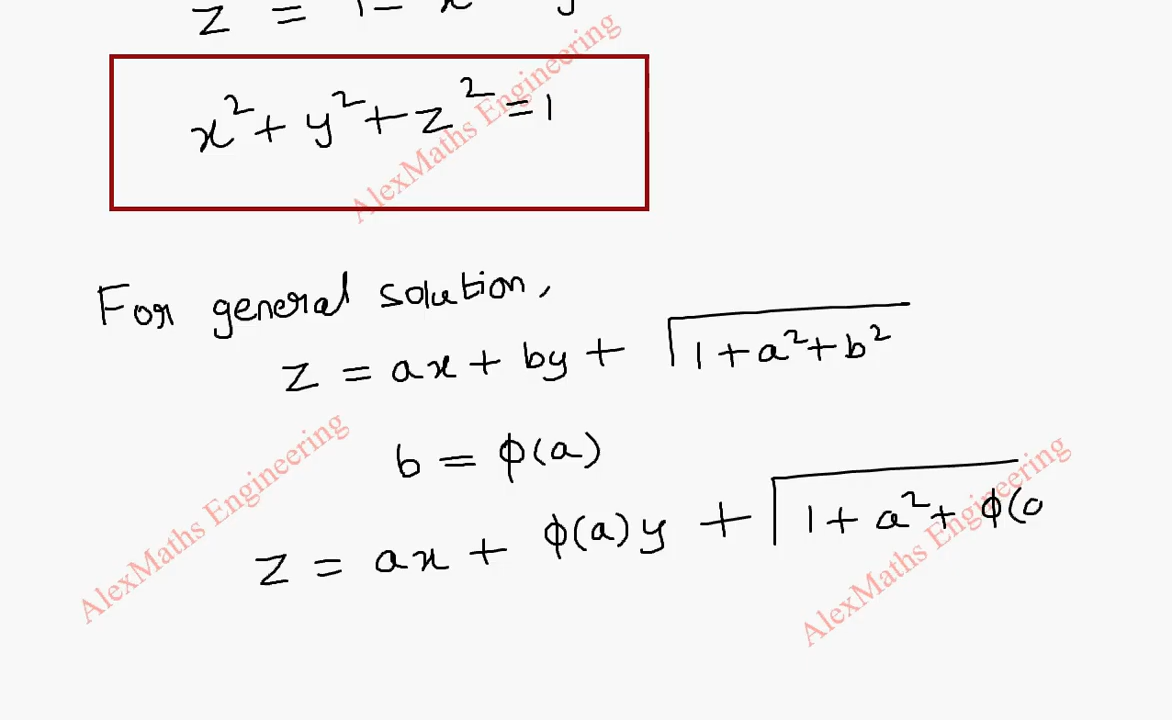 z = 1 - x y
x² + y² + z² = 1
For general solution,
z = ax + by + √1 + a² + b²
b = φ(a)
z = ax + φ(a)y + √1 + a² + φ(a
AlexMaths Engineering
AlexMaths Engineering
AlexMaths Engineering